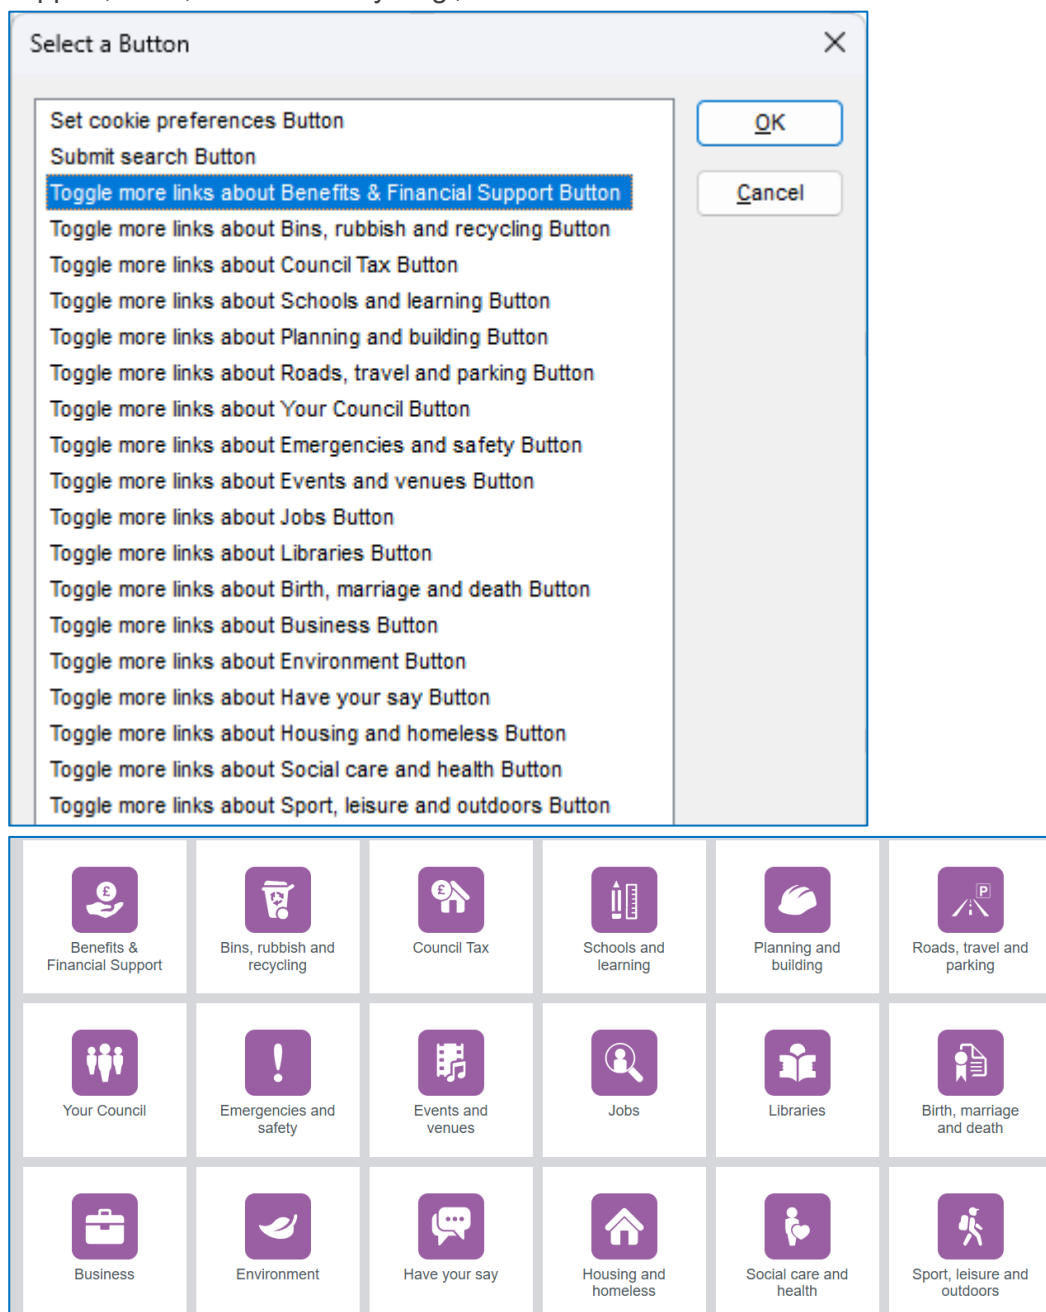 Select a Button
Set cookie preferences Button
OK
Submit search Button
Toggle more links about Benefits & Financial Support Button
Cancel
Toggle more links about Bins, rubbish and recycling Button
Toggle more links about Council Tax Button
Toggle more links about Schools and learning Button
Toggle more links about Planning and building Button
Toggle more links about Roads, travel and parking Button
Toggle more links about Your Council Button
Toggle more links about Emergencies and safety Button
Toggle more links about Events and venues Button
Toggle more links about Jobs Button
Toggle more links about Libraries Button
Toggle more links about Birth, marriage and death Button
Toggle more links about Business Button
Toggle more links about Environment Button
Toggle more links about Have your say Button
Toggle more links about Housing and homeless Button
Toggle more links about Social care and health Button
Toggle more links about Sport, leisure and outdoors Button
£
£
P
Benefits &
Financial Support
Bins, rubbish and
recycling
Council Tax
Schools and
learning
Planning and
building
Roads, travel and
parking
Your Council
Emergencies and
safety
Events and
venues
Jobs
Libraries
Birth, marriage
and death
Business
Environment
Have your say
Housing and
homeless
Social care and
health
Sport, leisure and
outdoors